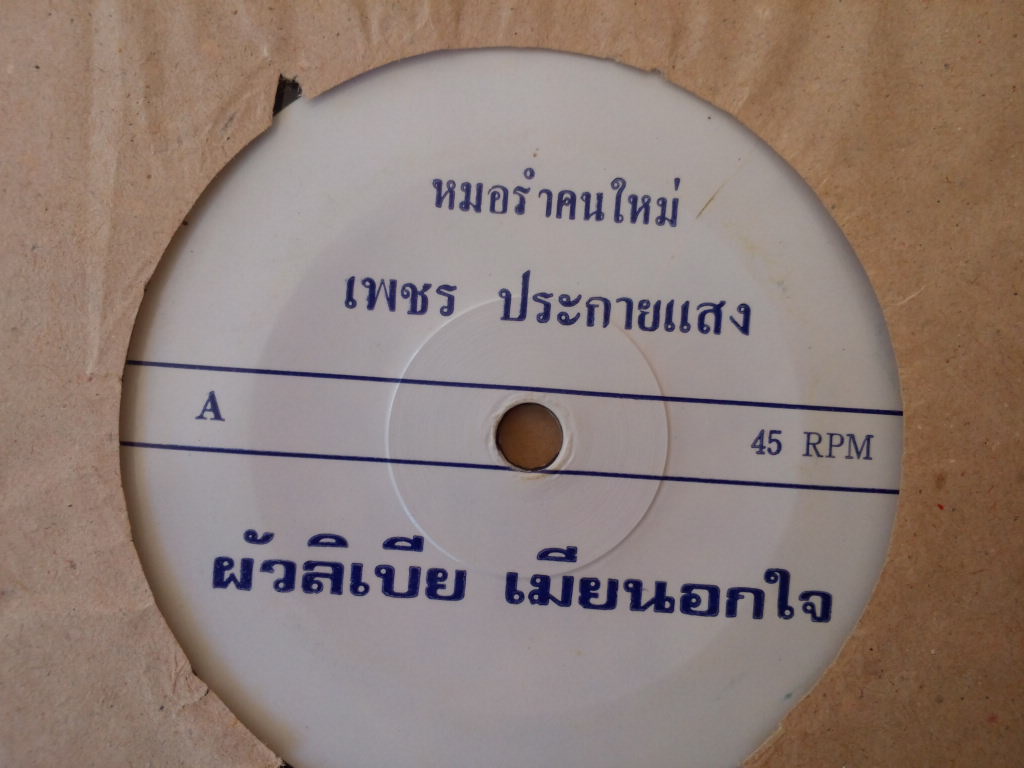 หมอรำคนใหม่
เพชร ประกายแสง
A
45 RPM
ผัวลิเบีย เมียนอกใจ